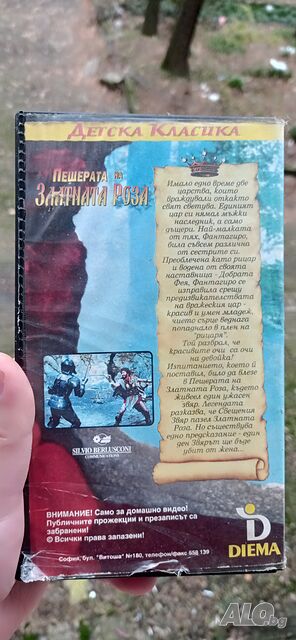 ДЕТСКА КЛАСИКА
ПЕЩЕРАТА НА
ЗЛАТНАТА РОЗА
Имало едно време две
царства, които
враждували откакто
свят светува. Единият
цар си нямал мъжки
наследник, а само
дъщери. Най-малката
от тях, Фантагиро,
била съвсем различна
от сестрите си.
Преоблечена като рицар
и водена от своята
наставница - Добрата
Фея, Фантагиро се
изправила срещу
предизвикателствата
на вражеския цар -
красив и умен младеж,
чието сърце веднага
попаднало в плен на
"рицаря".
Той разбрал, че
красивите очи са очи
на девойка!
Изпитанието, което ѝ
поставил, било да влезе
в Пещерата на
Златната Роза, където
живеел един ужасен
звяр. Легендата
разказва, че Свещения
Звяр пазел Златната
Роза. Но съществува
едно предсказание - един
ден Звярът ще бъде
убит от жена...
SILVIO BERLUSCONI
COMMUNICATIONS
ВНИМАНИЕ! Само за домашно видео!
Публичните прожекции и презаписът са
забранени!
© Всички права запазени!
София, бул. "Витоша" №180, телефон/факс 658 139
DIEMA
ALO.bg